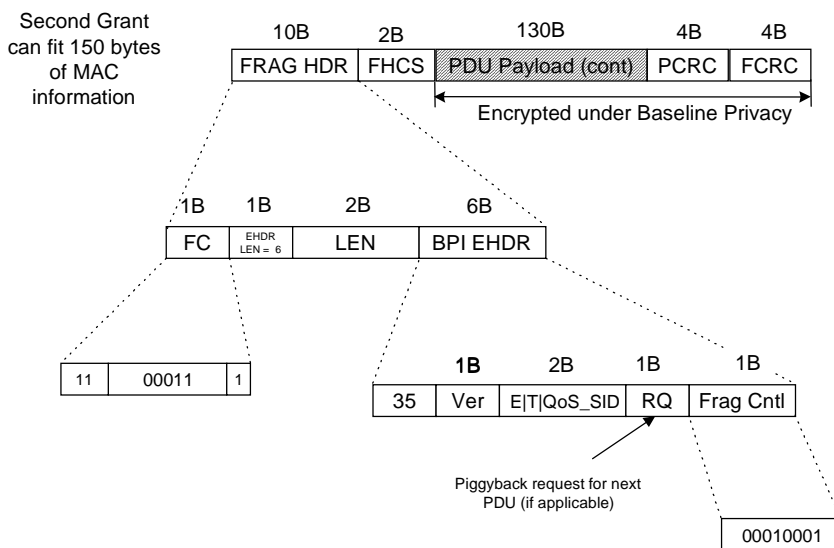 Second Grant
can fit 150 bytes
of MAC
information
10B 2B 130B 4B 4B
FRAG HDR FHCS PDU Payload (cont) PCRC FCRC
Encrypted under Baseline Privacy
1B 1B 2B 6B
FC EHDR LEN = 6 LEN BPI EHDR
11 00011 1
1B 2B 1B 1B
35 Ver E|T|QoS_SID RQ Frag Cntl
Piggyback request for next
PDU (if applicable)
00010001